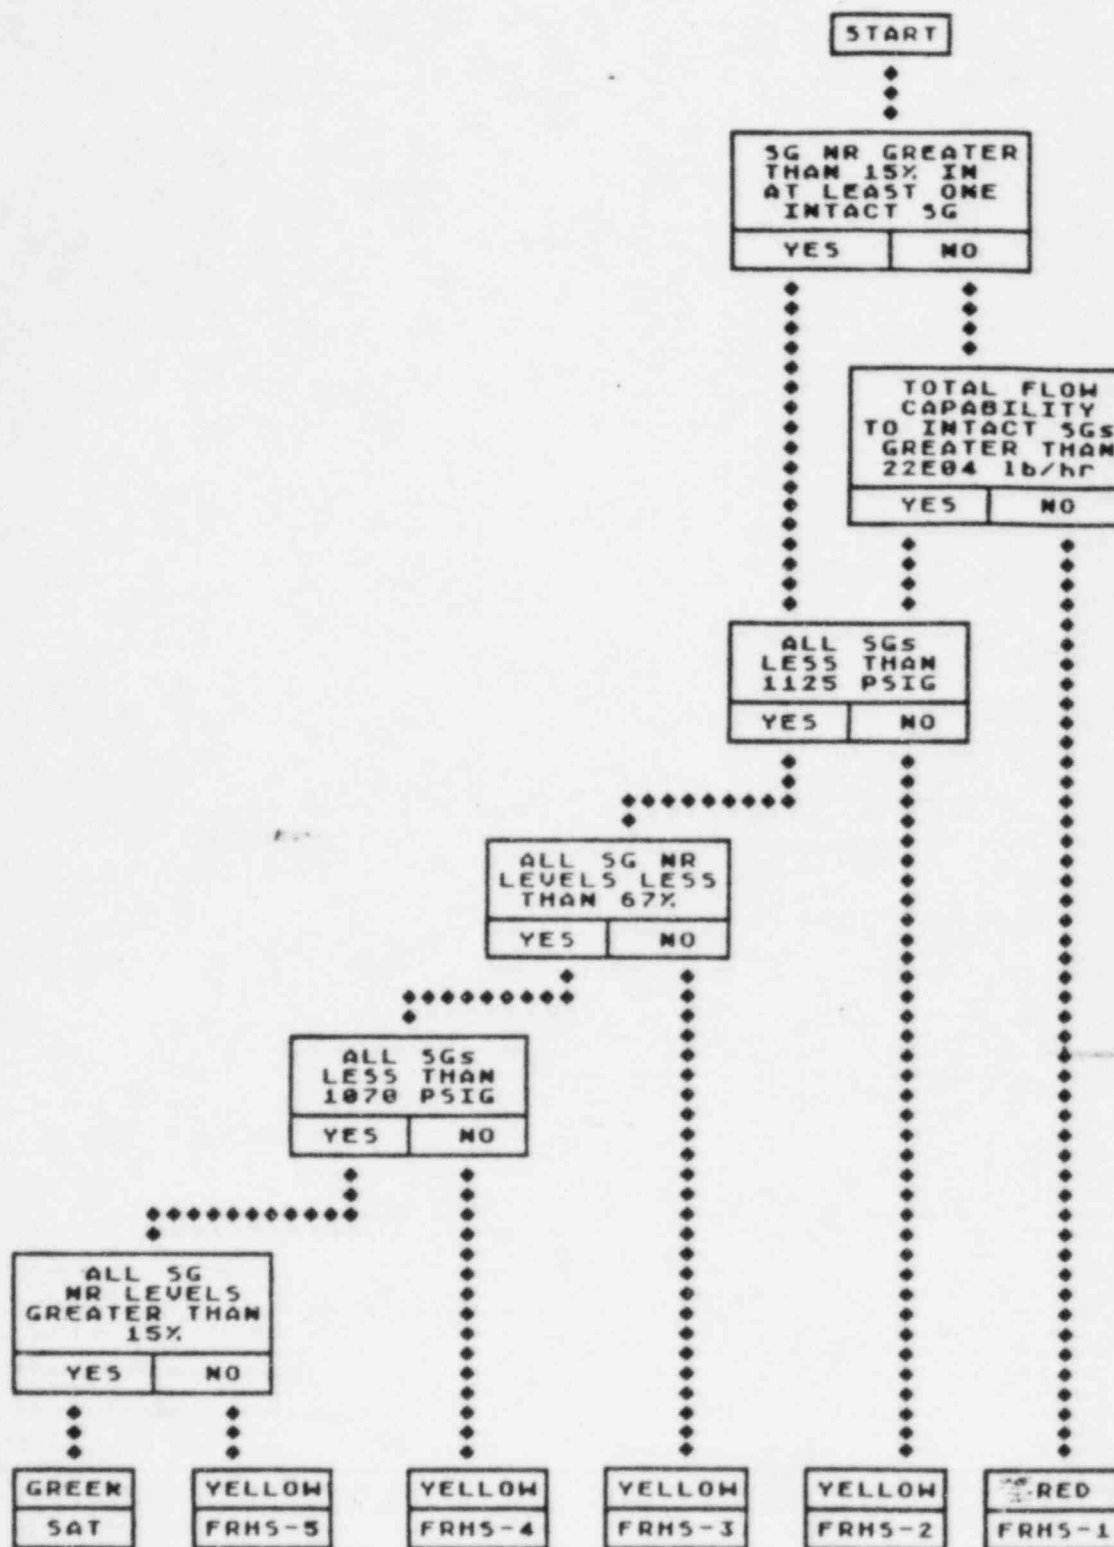 START
SG NR GREATER
THAN 15% IN
AT LEAST ONE
INTACT SG
YES NO
TOTAL FLOW
CAPABILITY
TO INTACT SGs
GREATER THAN
22E04 lb/hr
YES NO
ALL SGs
LESS THAN
1125 PSIG
YES NO
ALL SG NR
LEVELS LESS
THAN 67%
YES NO
ALL SGs
LESS THAN
1070 PSIG
YES NO
ALL SG
NR LEVELS
GREATER THAN
15%
YES NO
GREEN YELLOW YELLOW YELLOW YELLOW RED
SAT FRHS-5 FRHS-4 FRHS-3 FRHS-2 FRHS-1